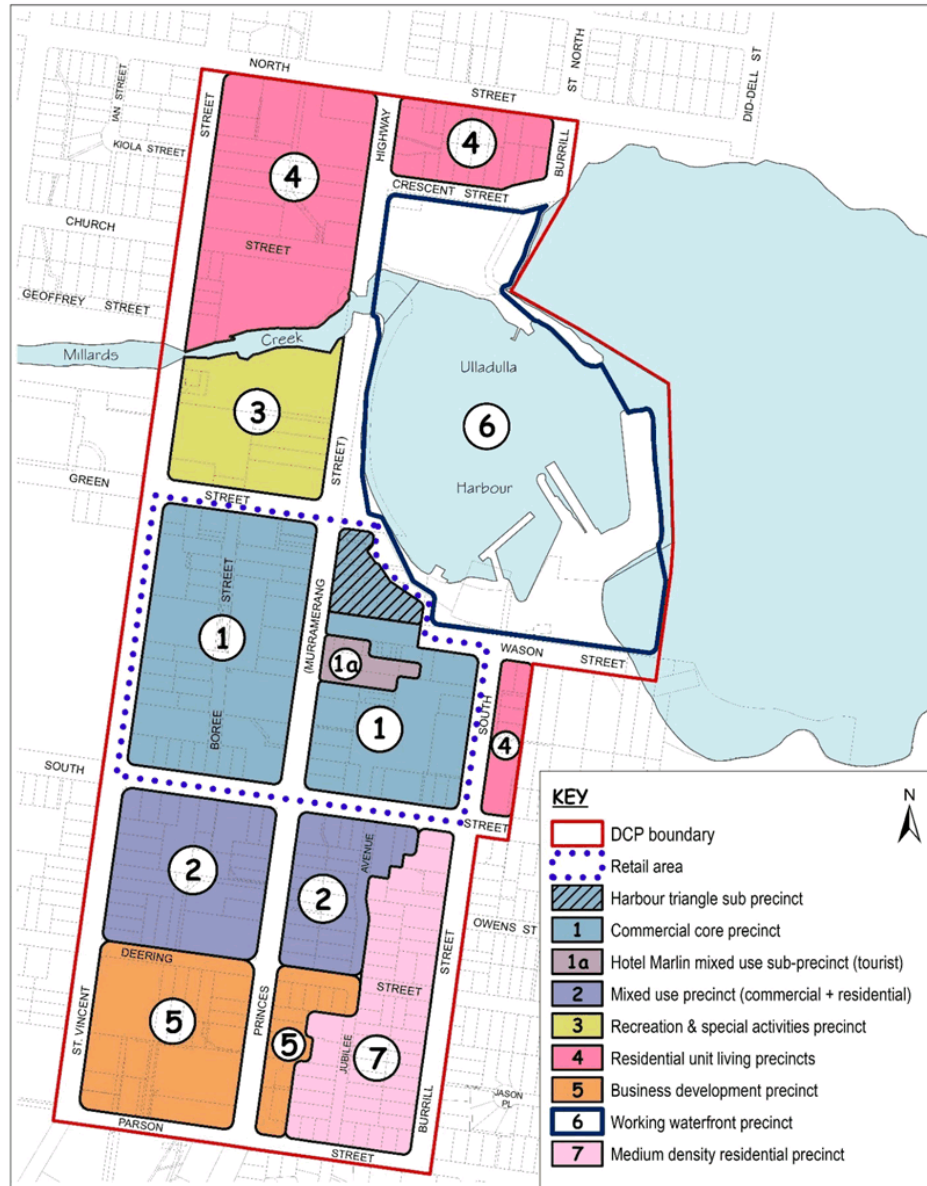 NORTH
STREET
ST NORTH
DID-DELL ST
IAN STREET
KIOLA STREET
STREET
HIGHWAY
BURRILL
4
4
CRESCENT STREET
CHURCH
STREET
GEOFFREY STREET
Millards
Creek
Ulladulla
6
Harbour
3
GREEN
STREET
STREET)
STREET
1
BOREE
(MURRAMERANG
1a
1
WASON
STREET
SOUTH
4
SOUTH
STREET
2
2
AVENUE
OWENS ST
STREET
DEERING
STREET
5
PRINCES
5
JUBILEE
7
ST. VINCENT
BURRILL
JASON
PL
PARSON
STREET
KEY
N
DCP boundary
Retail area
Harbour triangle sub precinct
1 Commercial core precinct
1a Hotel Marlin mixed use sub-precinct (tourist)
2 Mixed use precinct (commercial + residential)
3 Recreation & special activities precinct
4 Residential unit living precincts
5 Business development precinct
6 Working waterfront precinct
7 Medium density residential precinct